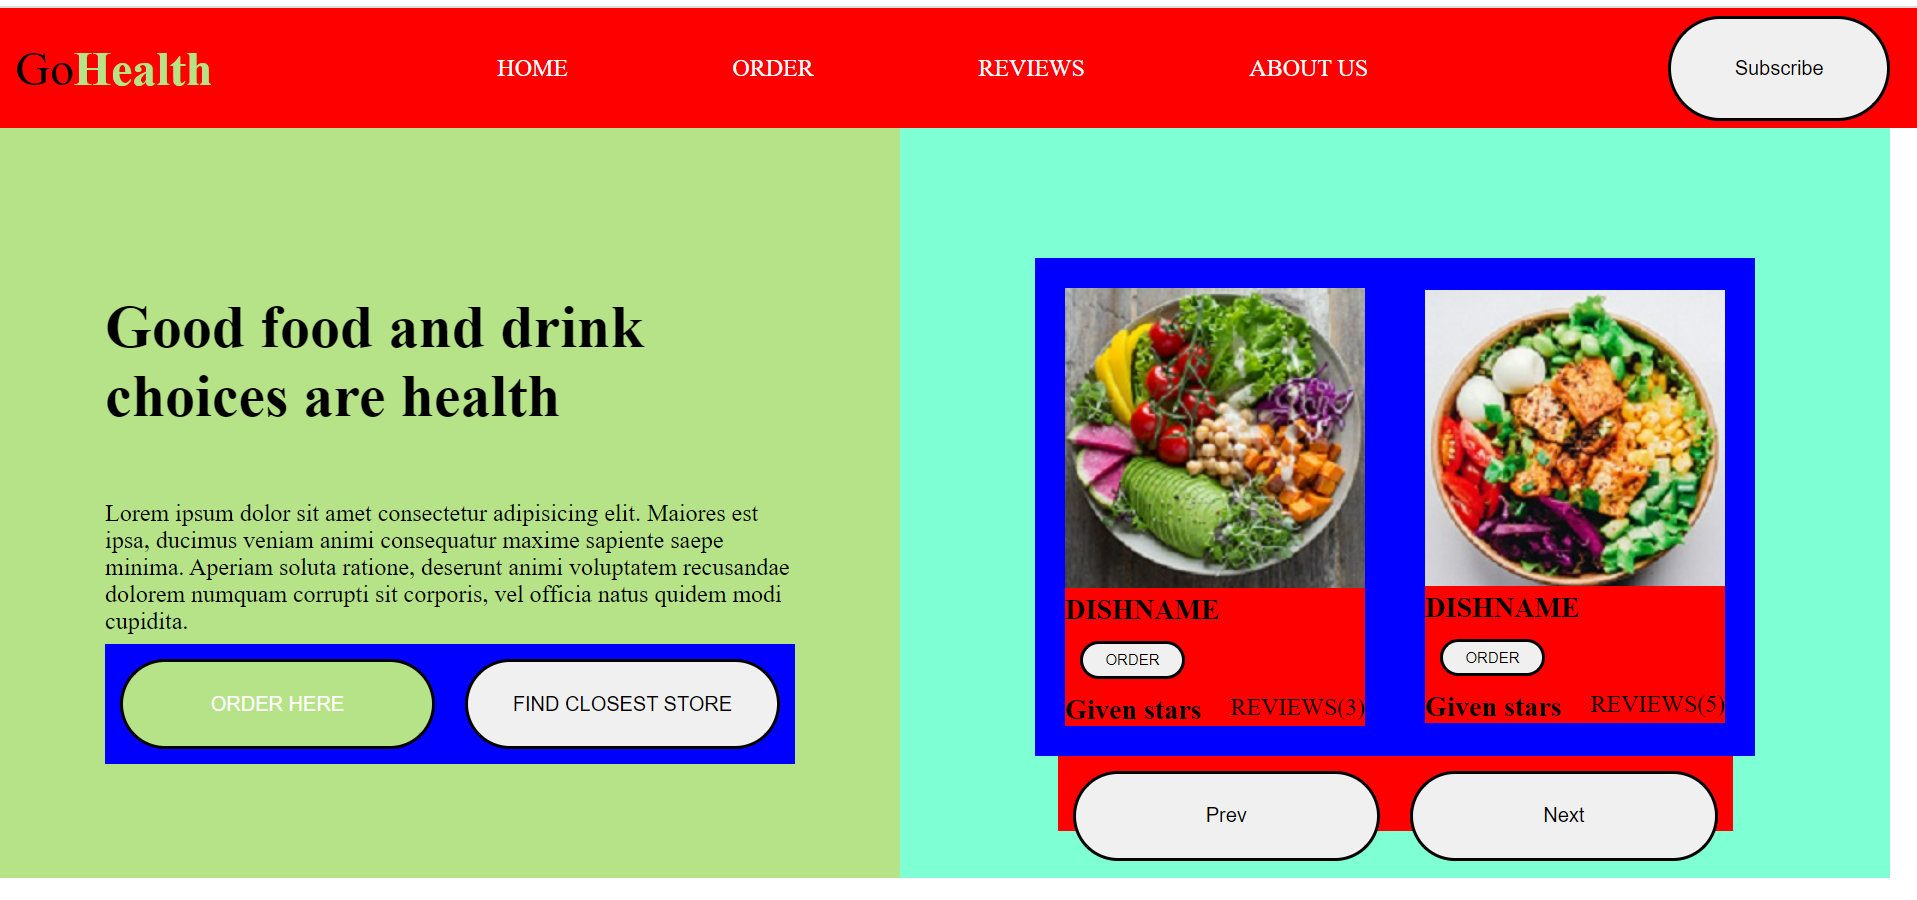 GoHealth
HOME
ORDER
REVIEWS
ABOUT US
Subscribe
Good food and drink
choices are health
Lorem ipsum dolor sit amet consectetur adipisicing elit. Maiores est
ipsa, ducimus veniam animi consequatur maxime sapiente saepe
minima. Aperiam soluta ratione, deserunt animi voluptatem recusandae
dolorem numquam corrupti sit corporis, vel officia natus quidem modi
cupidita.
ORDER HERE
FIND CLOSEST STORE
DISHNAME
ORDER
Given stars
REVIEWS(3)
DISHNAME
ORDER
Given stars
REVIEWS(5)
Prev
Next